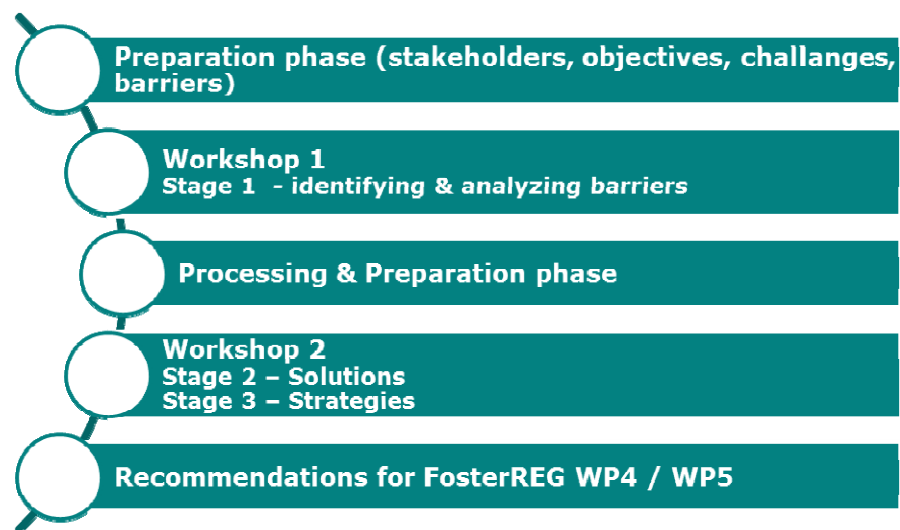 Preparation phase (stakeholders, objectives, challanges,
barriers)
Workshop 1
Stage 1 - identifying & analyzing barriers
Processing & Preparation phase
Workshop 2
Stage 2 – Solutions
Stage 3 – Strategies
Recommendations for FosterREG WP4 / WP5